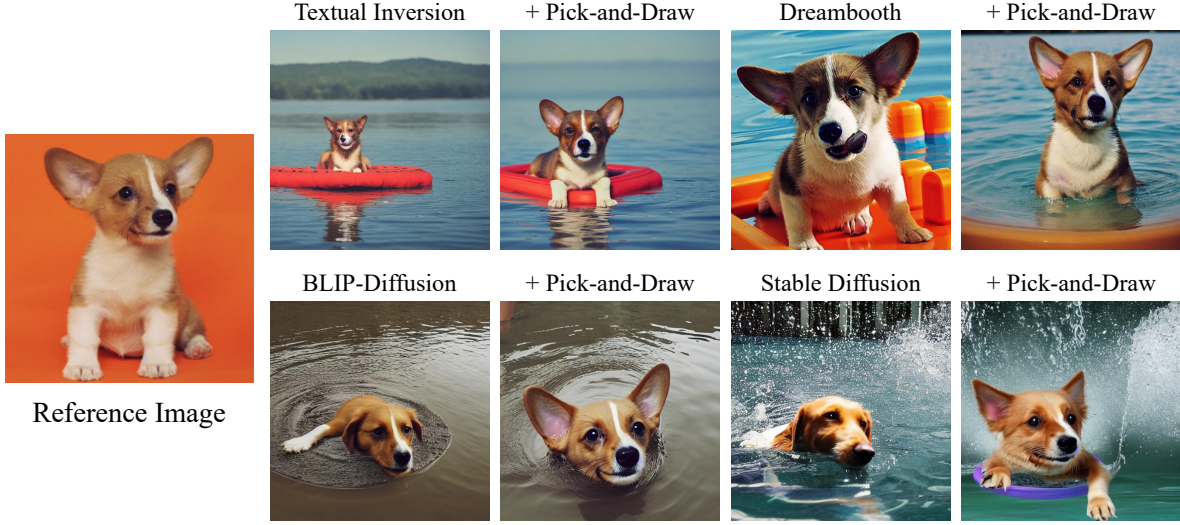 Textual Inversion
+ Pick-and-Draw
Dreambooth
+ Pick-and-Draw
BLIP-Diffusion
+ Pick-and-Draw
Stable Diffusion
+ Pick-and-Draw
Reference Image